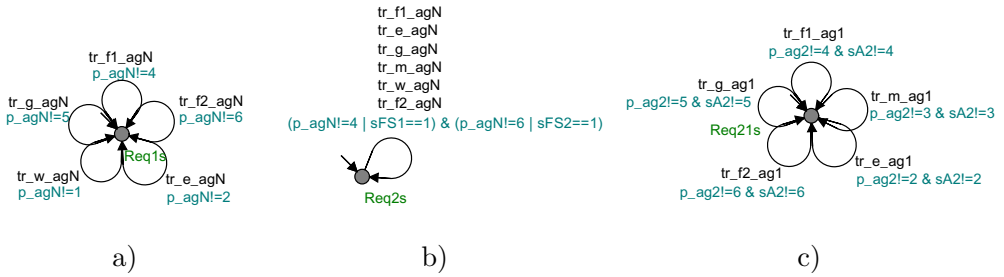 tr_f1_agN
p_agN!=4
tr_g_agN
p_agN!=5
tr_f2_agN
p_agN!=6
Req1s
tr_w_agN
p_agN!=1
tr_e_agN
p_agN!=2
a)
tr_f1_agN
tr_e_agN
tr_g_agN
tr_m_agN
tr_w_agN
tr_f2_agN
(p_agN!=4 | sFS1==1) & (p_agN!=6 | sFS2==1)
Req2s
b)
tr_f1_ag1
p_ag2!=4 & sA2!=4
tr_g_ag1
p_ag2!=5 & sA2!=5
tr_m_ag1
p_ag2!=3 & sA2!=3
Req21s
tr_f2_ag1
p_ag2!=6 & sA2!=6
tr_e_ag1
p_ag2!=2 & sA2!=2
c)